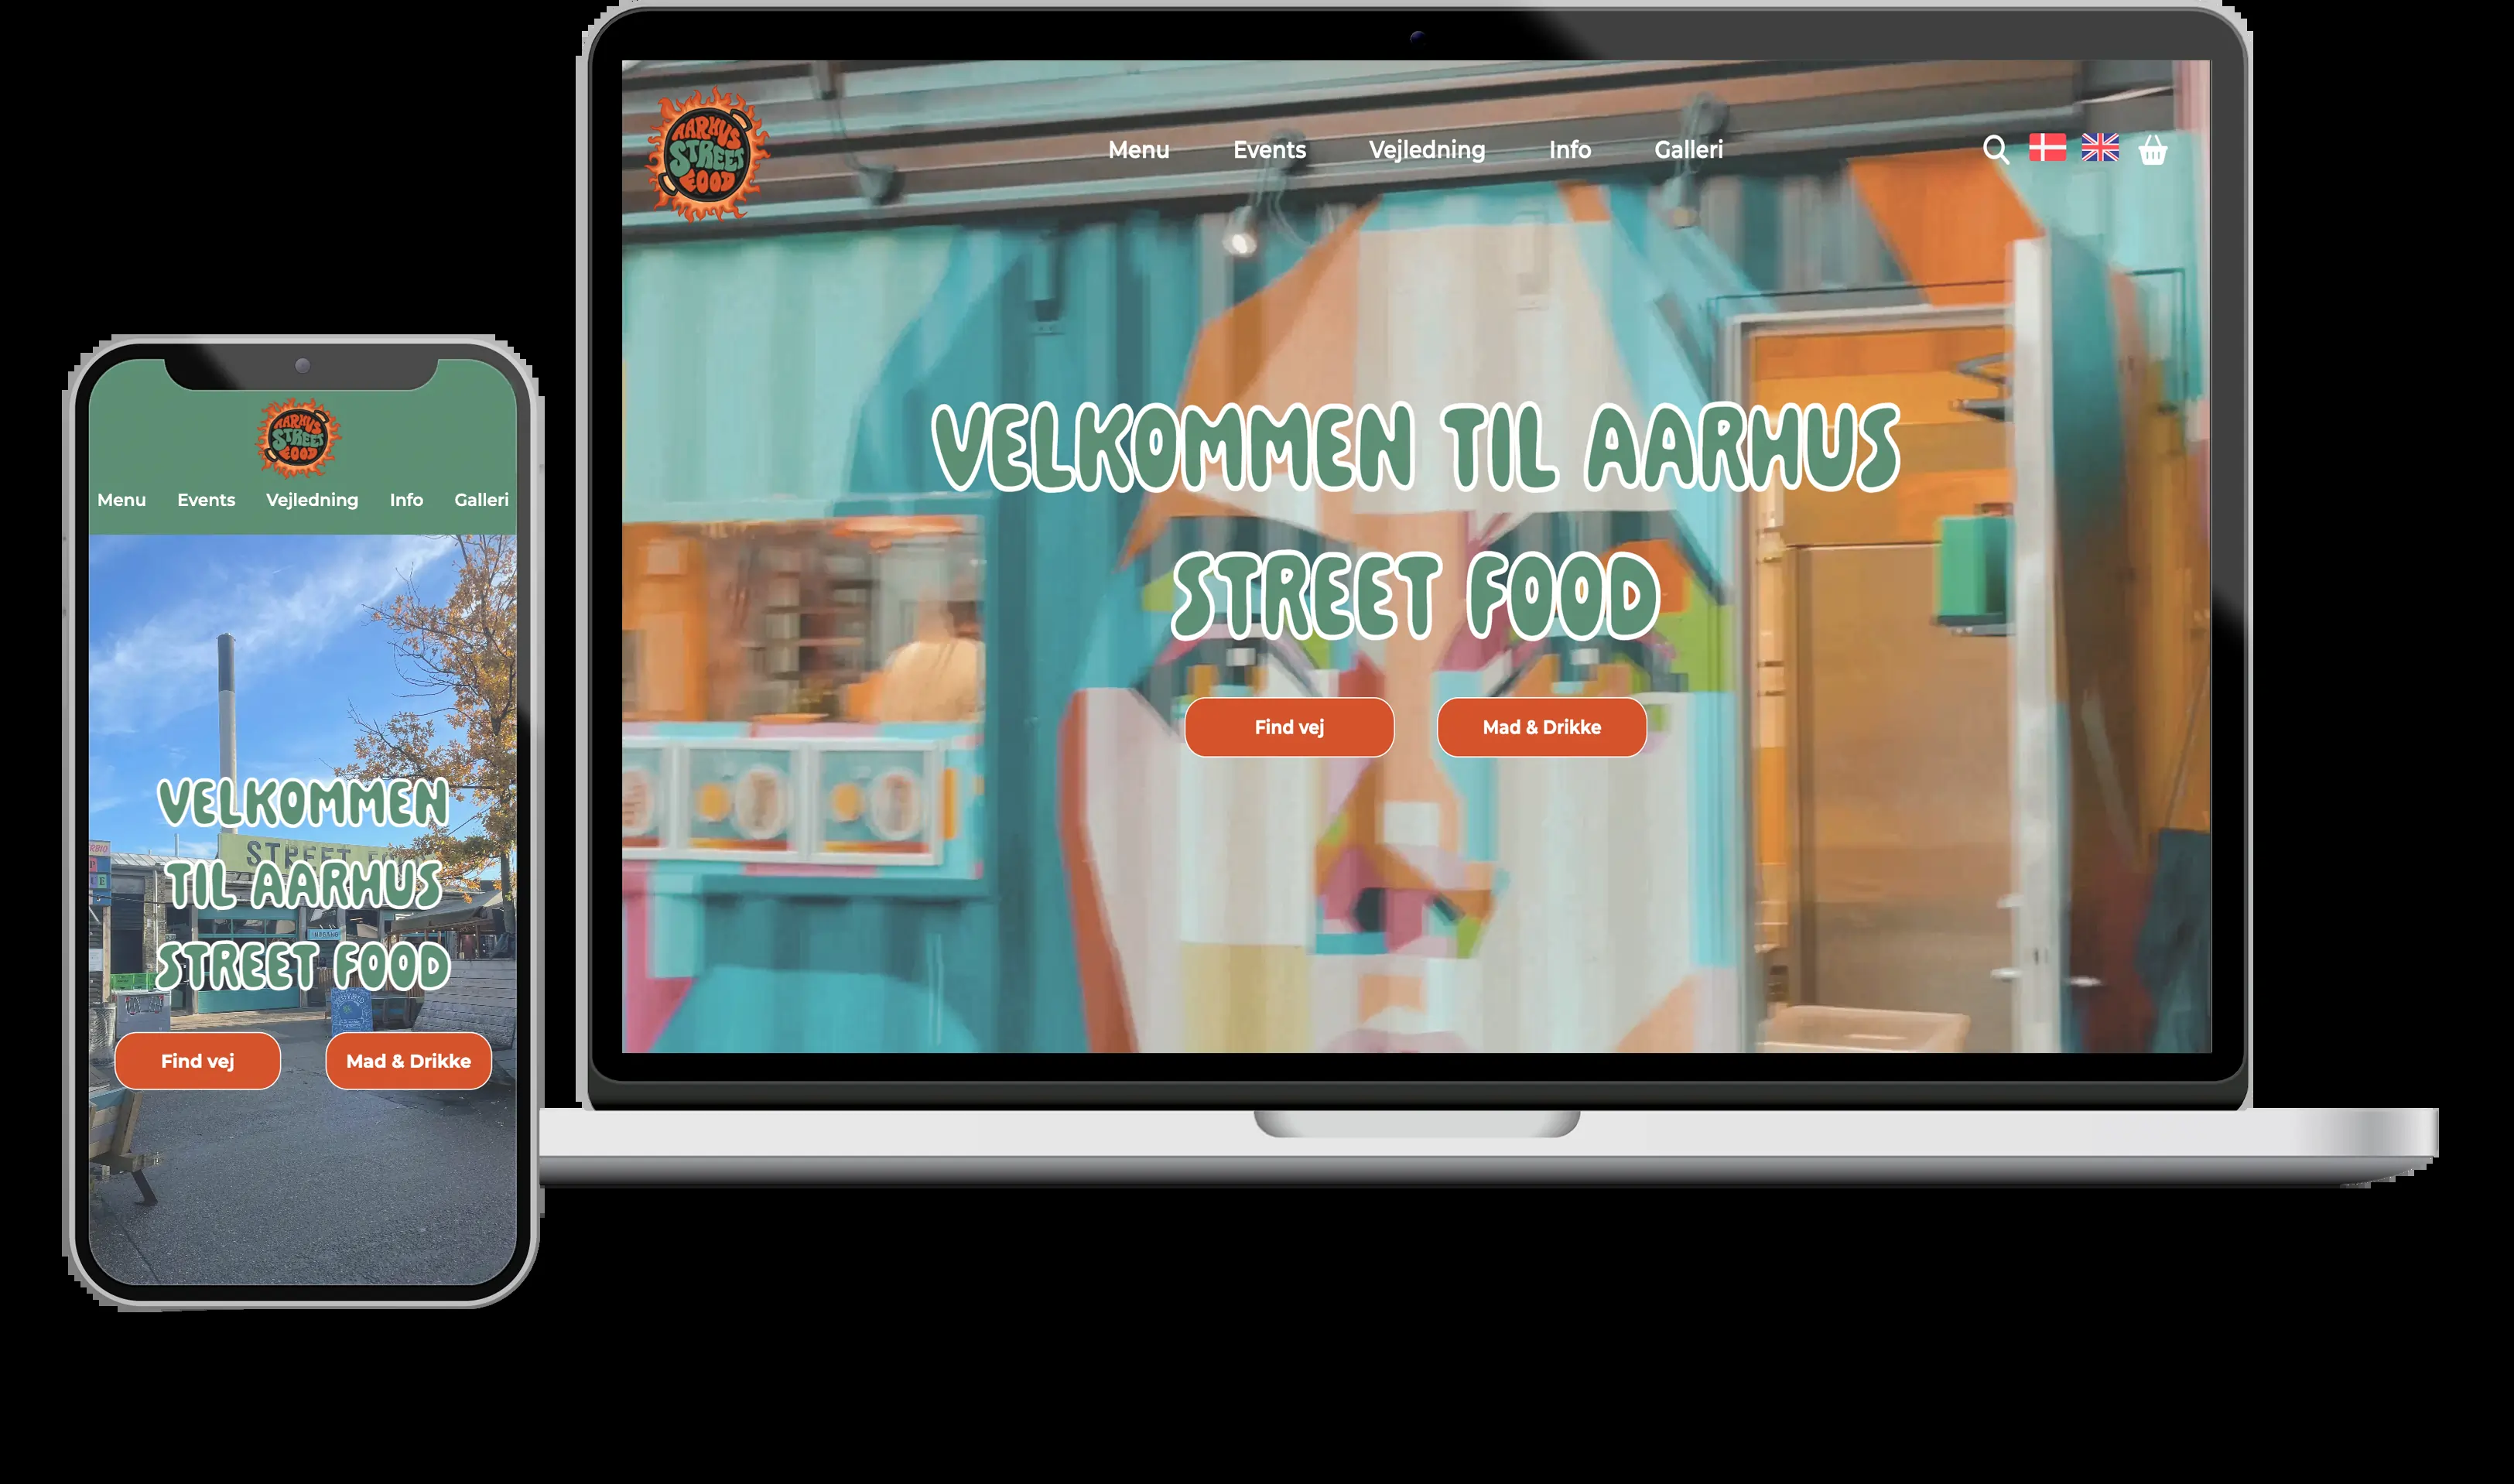 AARHUS
STREET
FOOD
Menu Events Vejledning Info Galleri
VELKOMMEN TIL AARHUS
STREET FOOD
Find vej Mad & Drikke
AARHUS
STREET
FOOD
Menu Events Vejledning Info Galleri
VELKOMMEN
STREET
TIL AARHUS
STREET FOOD
Find vej Mad & Drikke